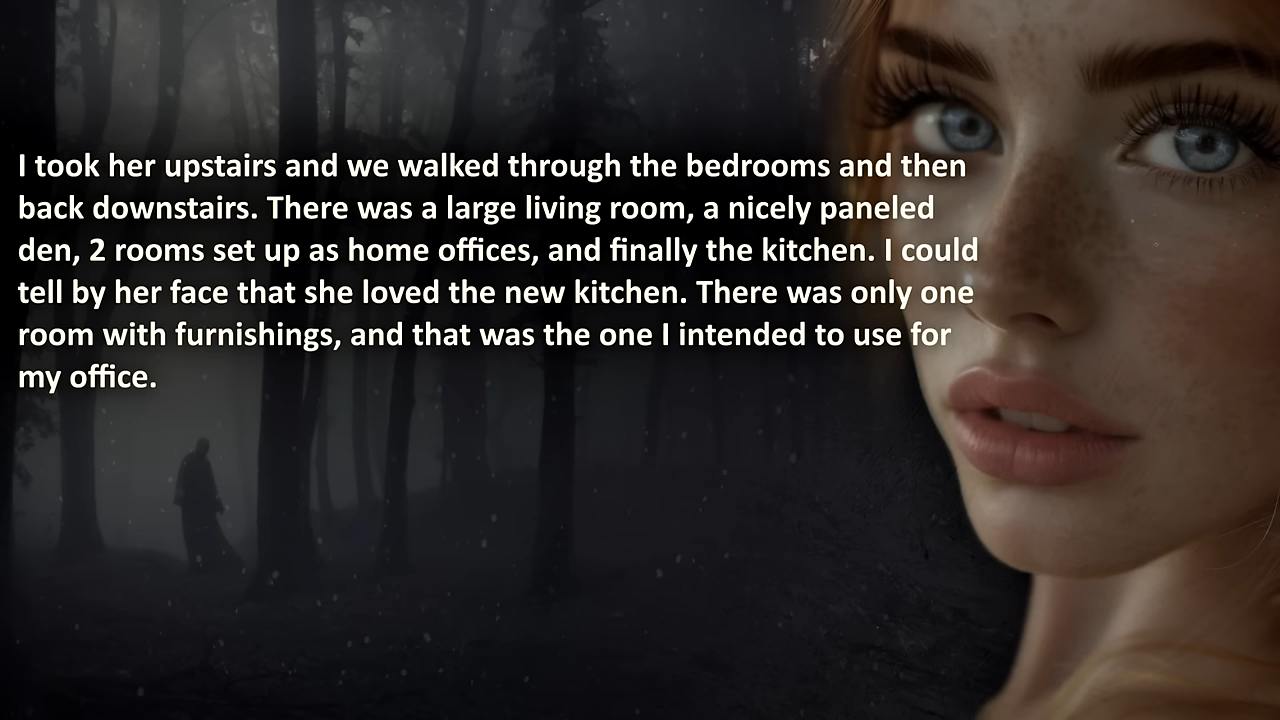 I took her upstairs and we walked through the bedrooms and then
back downstairs. There was a large living room, a nicely paneled
den, 2 rooms set up as home offices, and finally the kitchen. I could
tell by her face that she loved the new kitchen. There was only one
room with furnishings, and that was the one I intended to use for
my office.